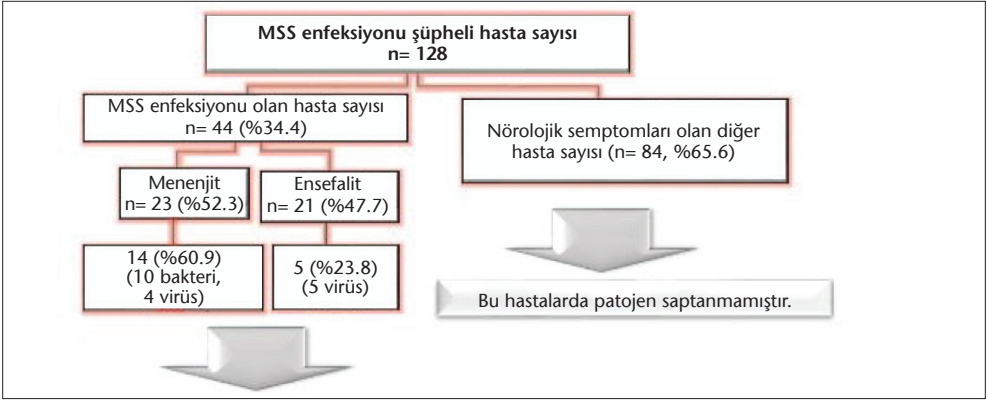 MSS enfeksiyonu şüpheli hasta sayısı
n= 128
MSS enfeksiyonu olan hasta sayısı
n= 44 (%34.4)
Nörolojik semptomları olan diğer
hasta sayısı (n= 84, %65.6)
Menenjit
n= 23 (%52.3)
Ensefalit
n= 21 (%47.7)
14 (%60.9)
(10 bakteri,
4 virüs)
5 (%23.8)
(5 virüs)
Bu hastalarda patojen saptanmamıştır.